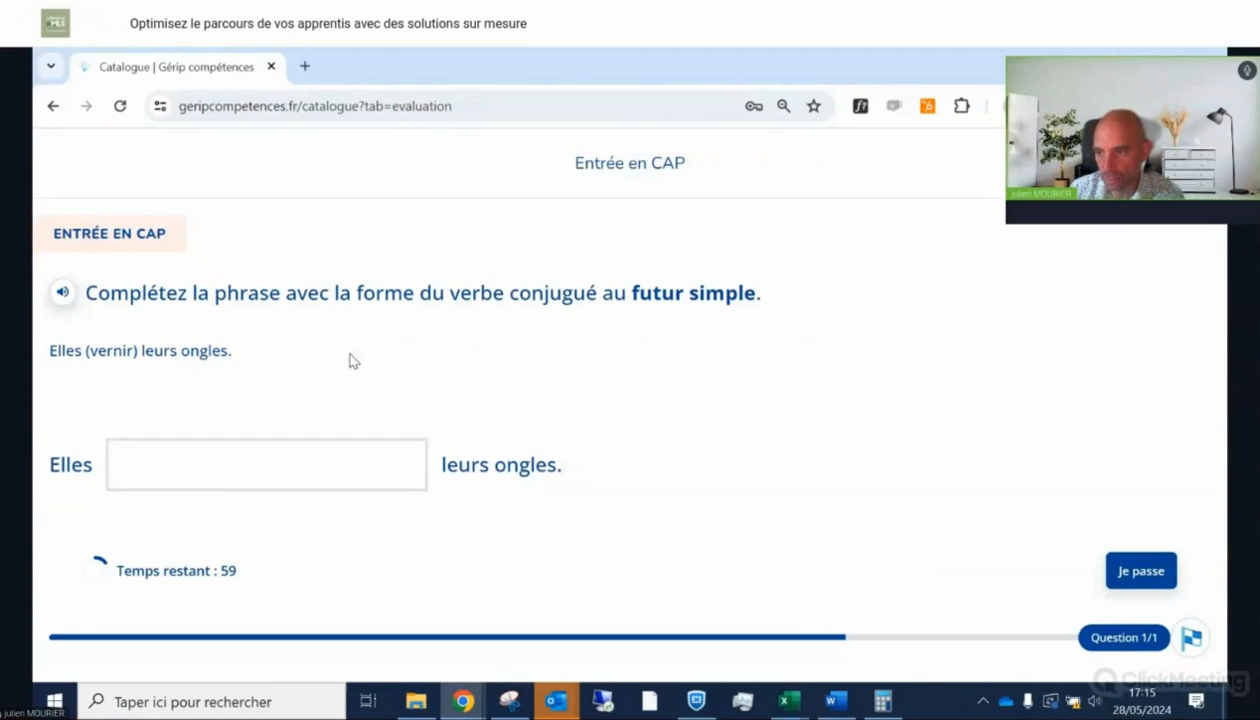 Optimisez le parcours de vos apprentis avec des solutions sur mesure
Catalogue | Gérip compétences
geripcompetences.fr/catalogue?tab=evaluation
julien MOURIER
Entrée en CAP
ENTRÉE EN CAP
Complétez la phrase avec la forme du verbe conjugué au futur simple.
Elles (vernir) leurs ongles.
Elles leurs ongles.
Temps restant : 59
Je passe
Question 1/1
ClickMeeting
Taper ici pour rechercher
17:15
28/05/2024
julien MOURIER